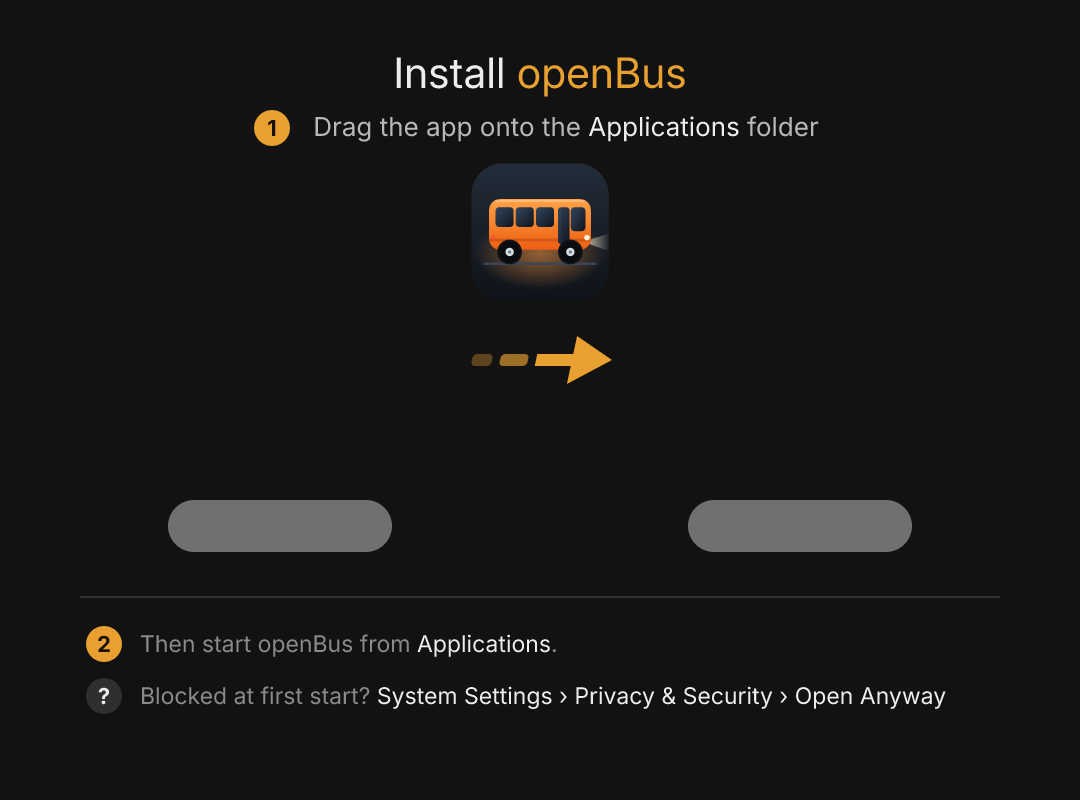 Install openBus
1 Drag the app onto the Applications folder
2 Then start openBus from Applications.
? Blocked at first start? System Settings › Privacy & Security › Open Anyway